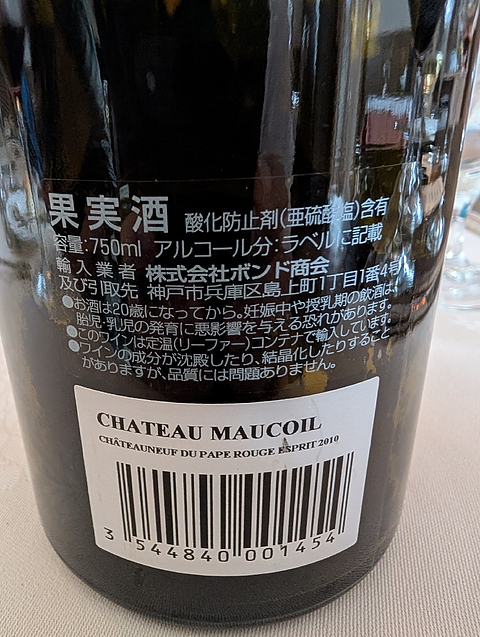 果実酒 酸化防止剤(亜硫酸塩)含有
容量:750ml アルコール分:ラベルに記載
輸入業者 株式会社ボンド商会
及び引取先 神戸市兵庫区島上町1丁目1番4号
●お酒は20歳になってから。妊娠中や授乳期の飲酒は、
胎児・乳児の発育に悪影響を与える恐れがあります。
●このワインは定温(リーファー)コンテナで輸入しています。
●ワインの成分が沈殿したり、結晶化したりすること
がありますが、品質には問題ありません。
CHATEAU MAUCOIL
CHÂTEAUNEUF DU PAPE ROUGE ESPRIT 2010
3 544840 001454